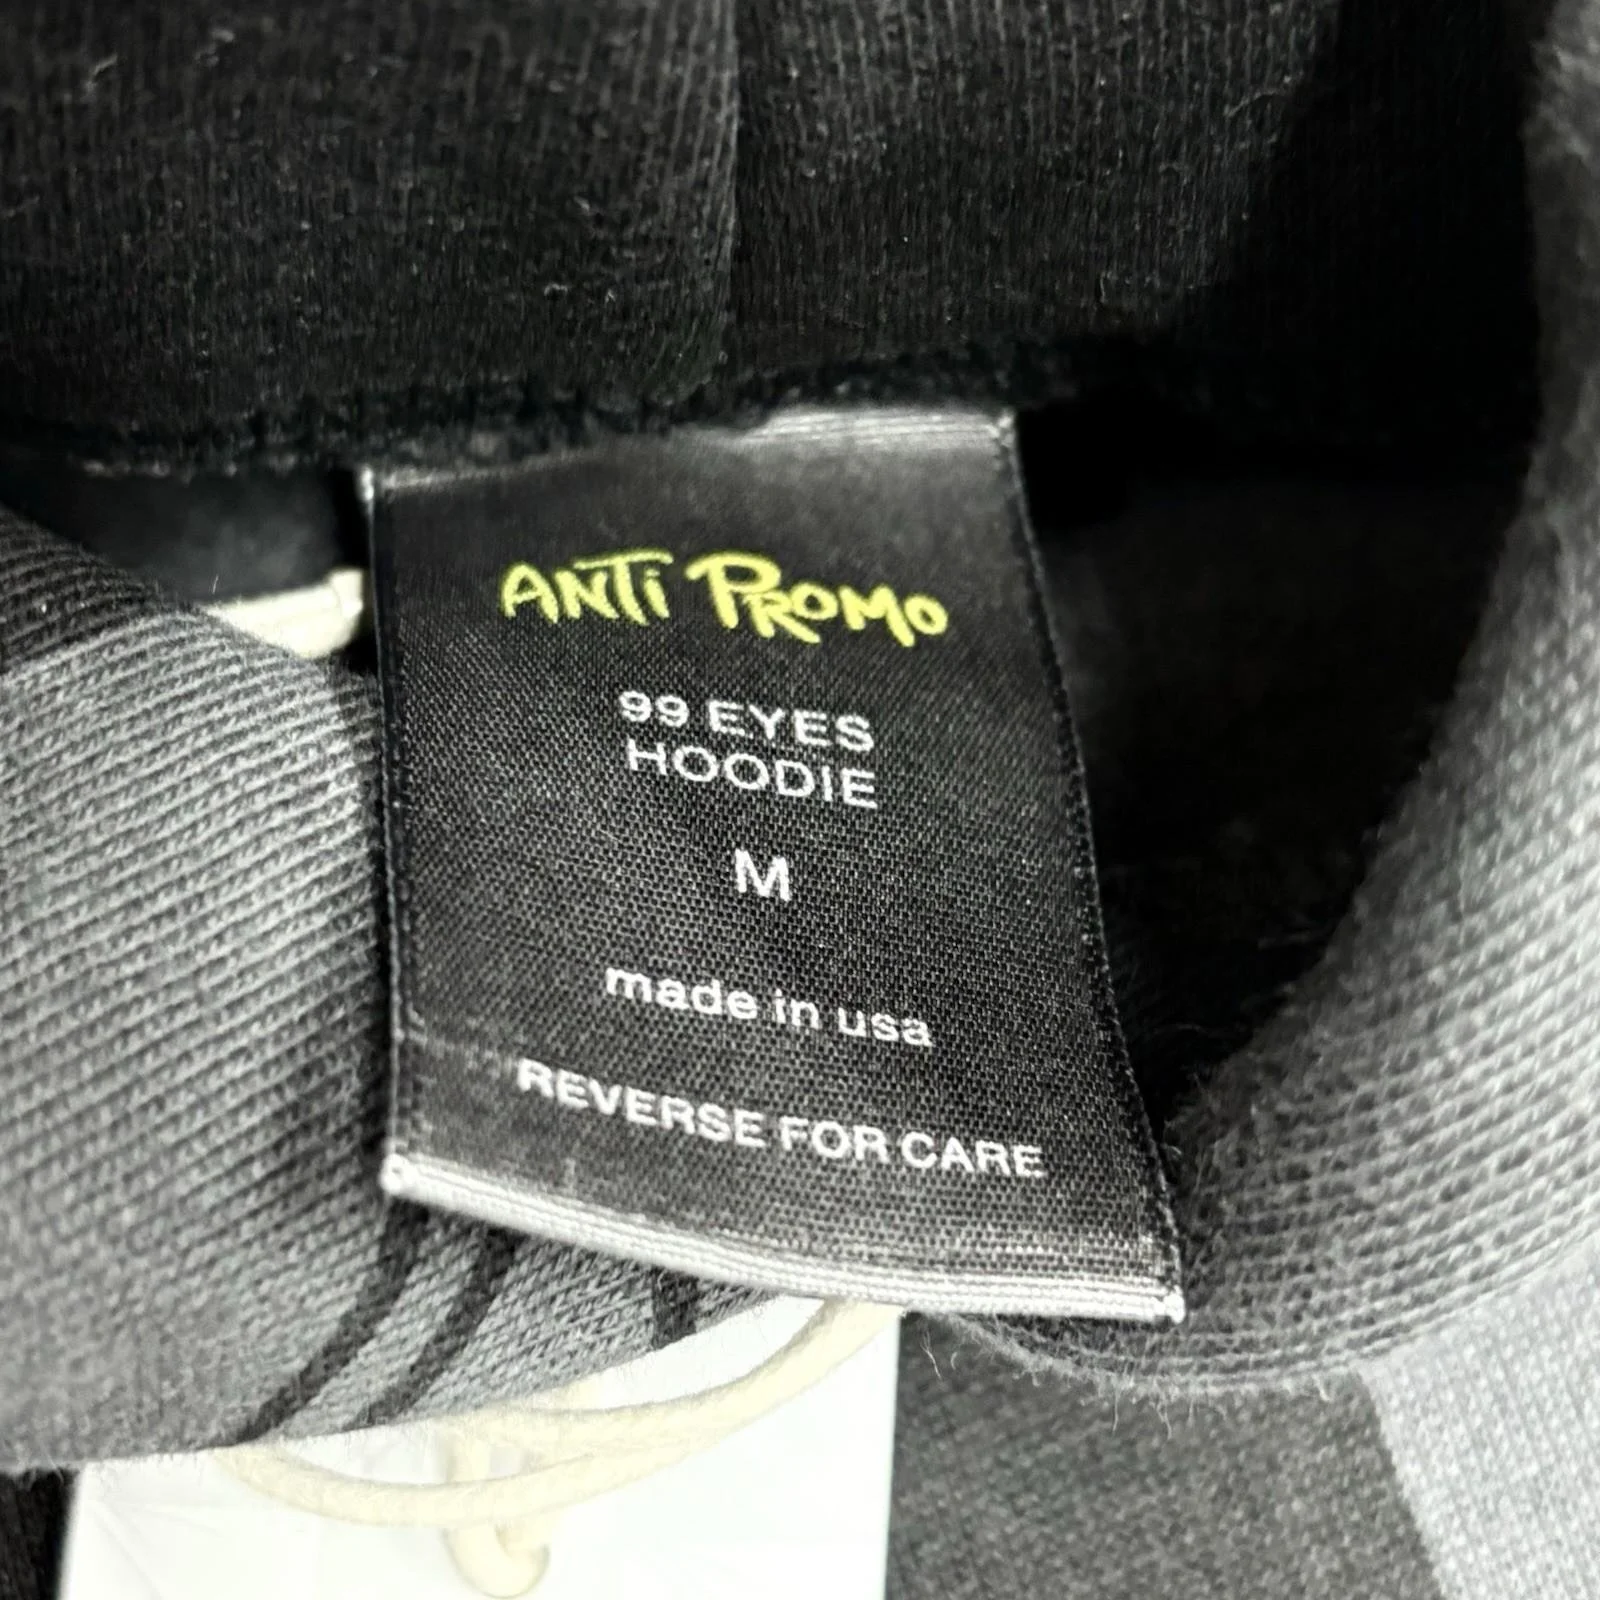 ANTi PROMO
99 EYES
HOODIE
M
made in usa
REVERSE FOR CARE